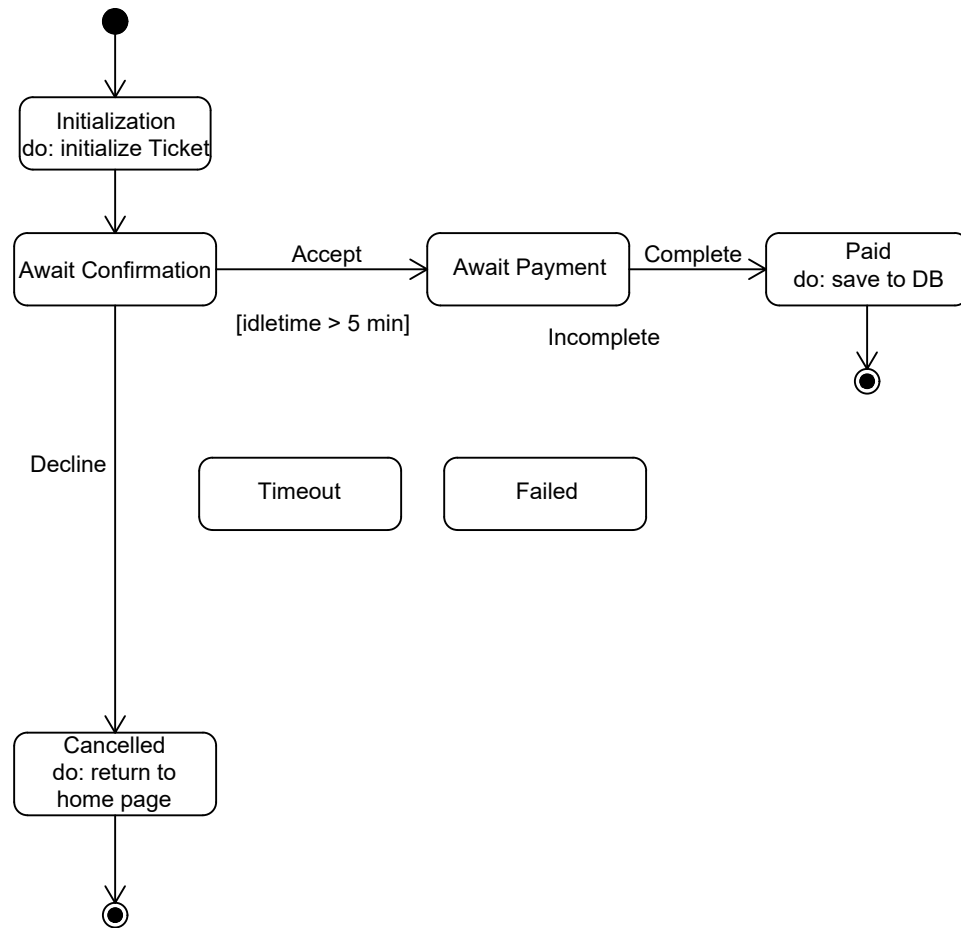 Initialization
do: initialize Ticket
Await Confirmation
Accept
Await Payment
Complete
Paid
do: save to DB
[idletime > 5 min]
Incomplete
Decline
Timeout
Failed
Cancelled
do: return to
home page